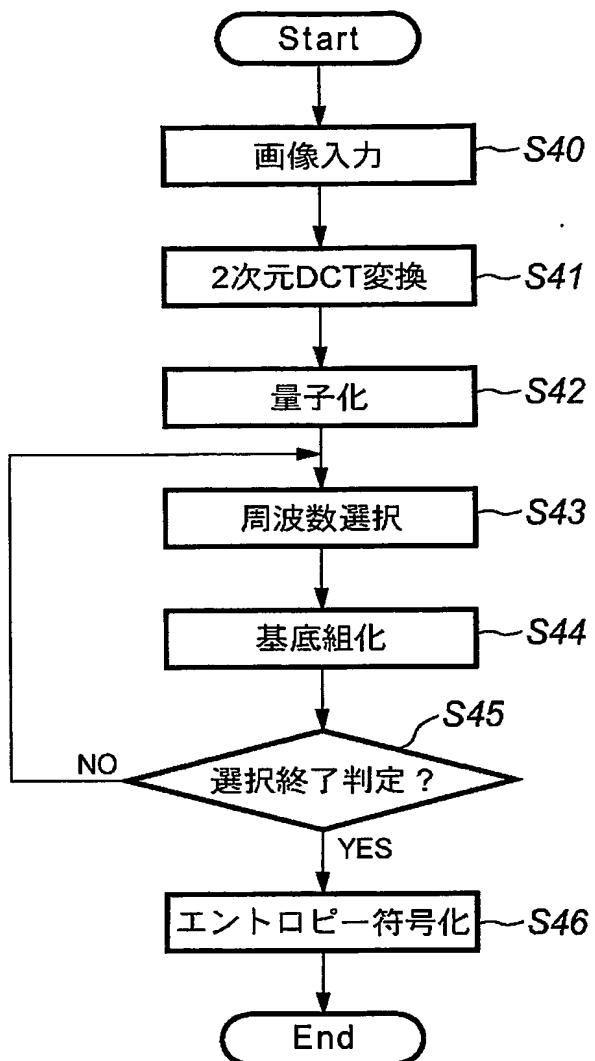 Start
画像入力
S40
2次元DCT変換
S41
量子化
S42
周波数選択
S43
基底組化
S44
S45
選択終了判定？
NO
YES
エントロピー符号化
S46
End